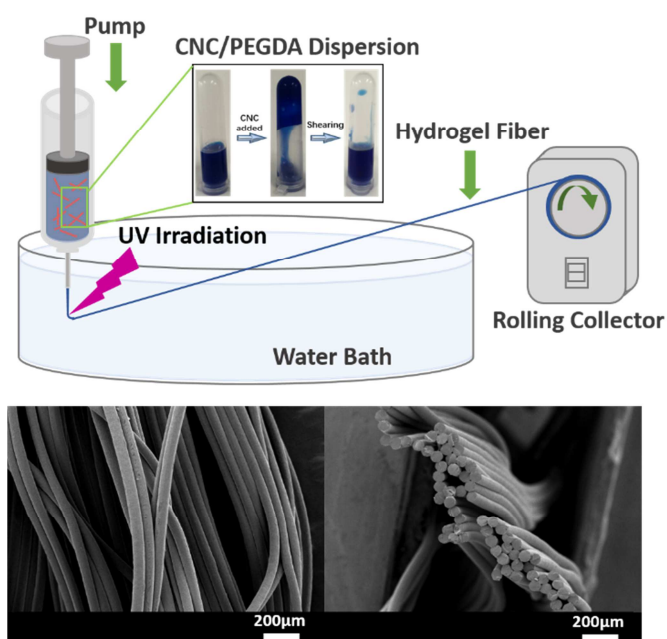 Pump
CNC/PEGDA Dispersion
CNC
added
Shearing
Hydrogel Fiber
UV Irradiation
Rolling Collector
Water Bath
200μm
200μm